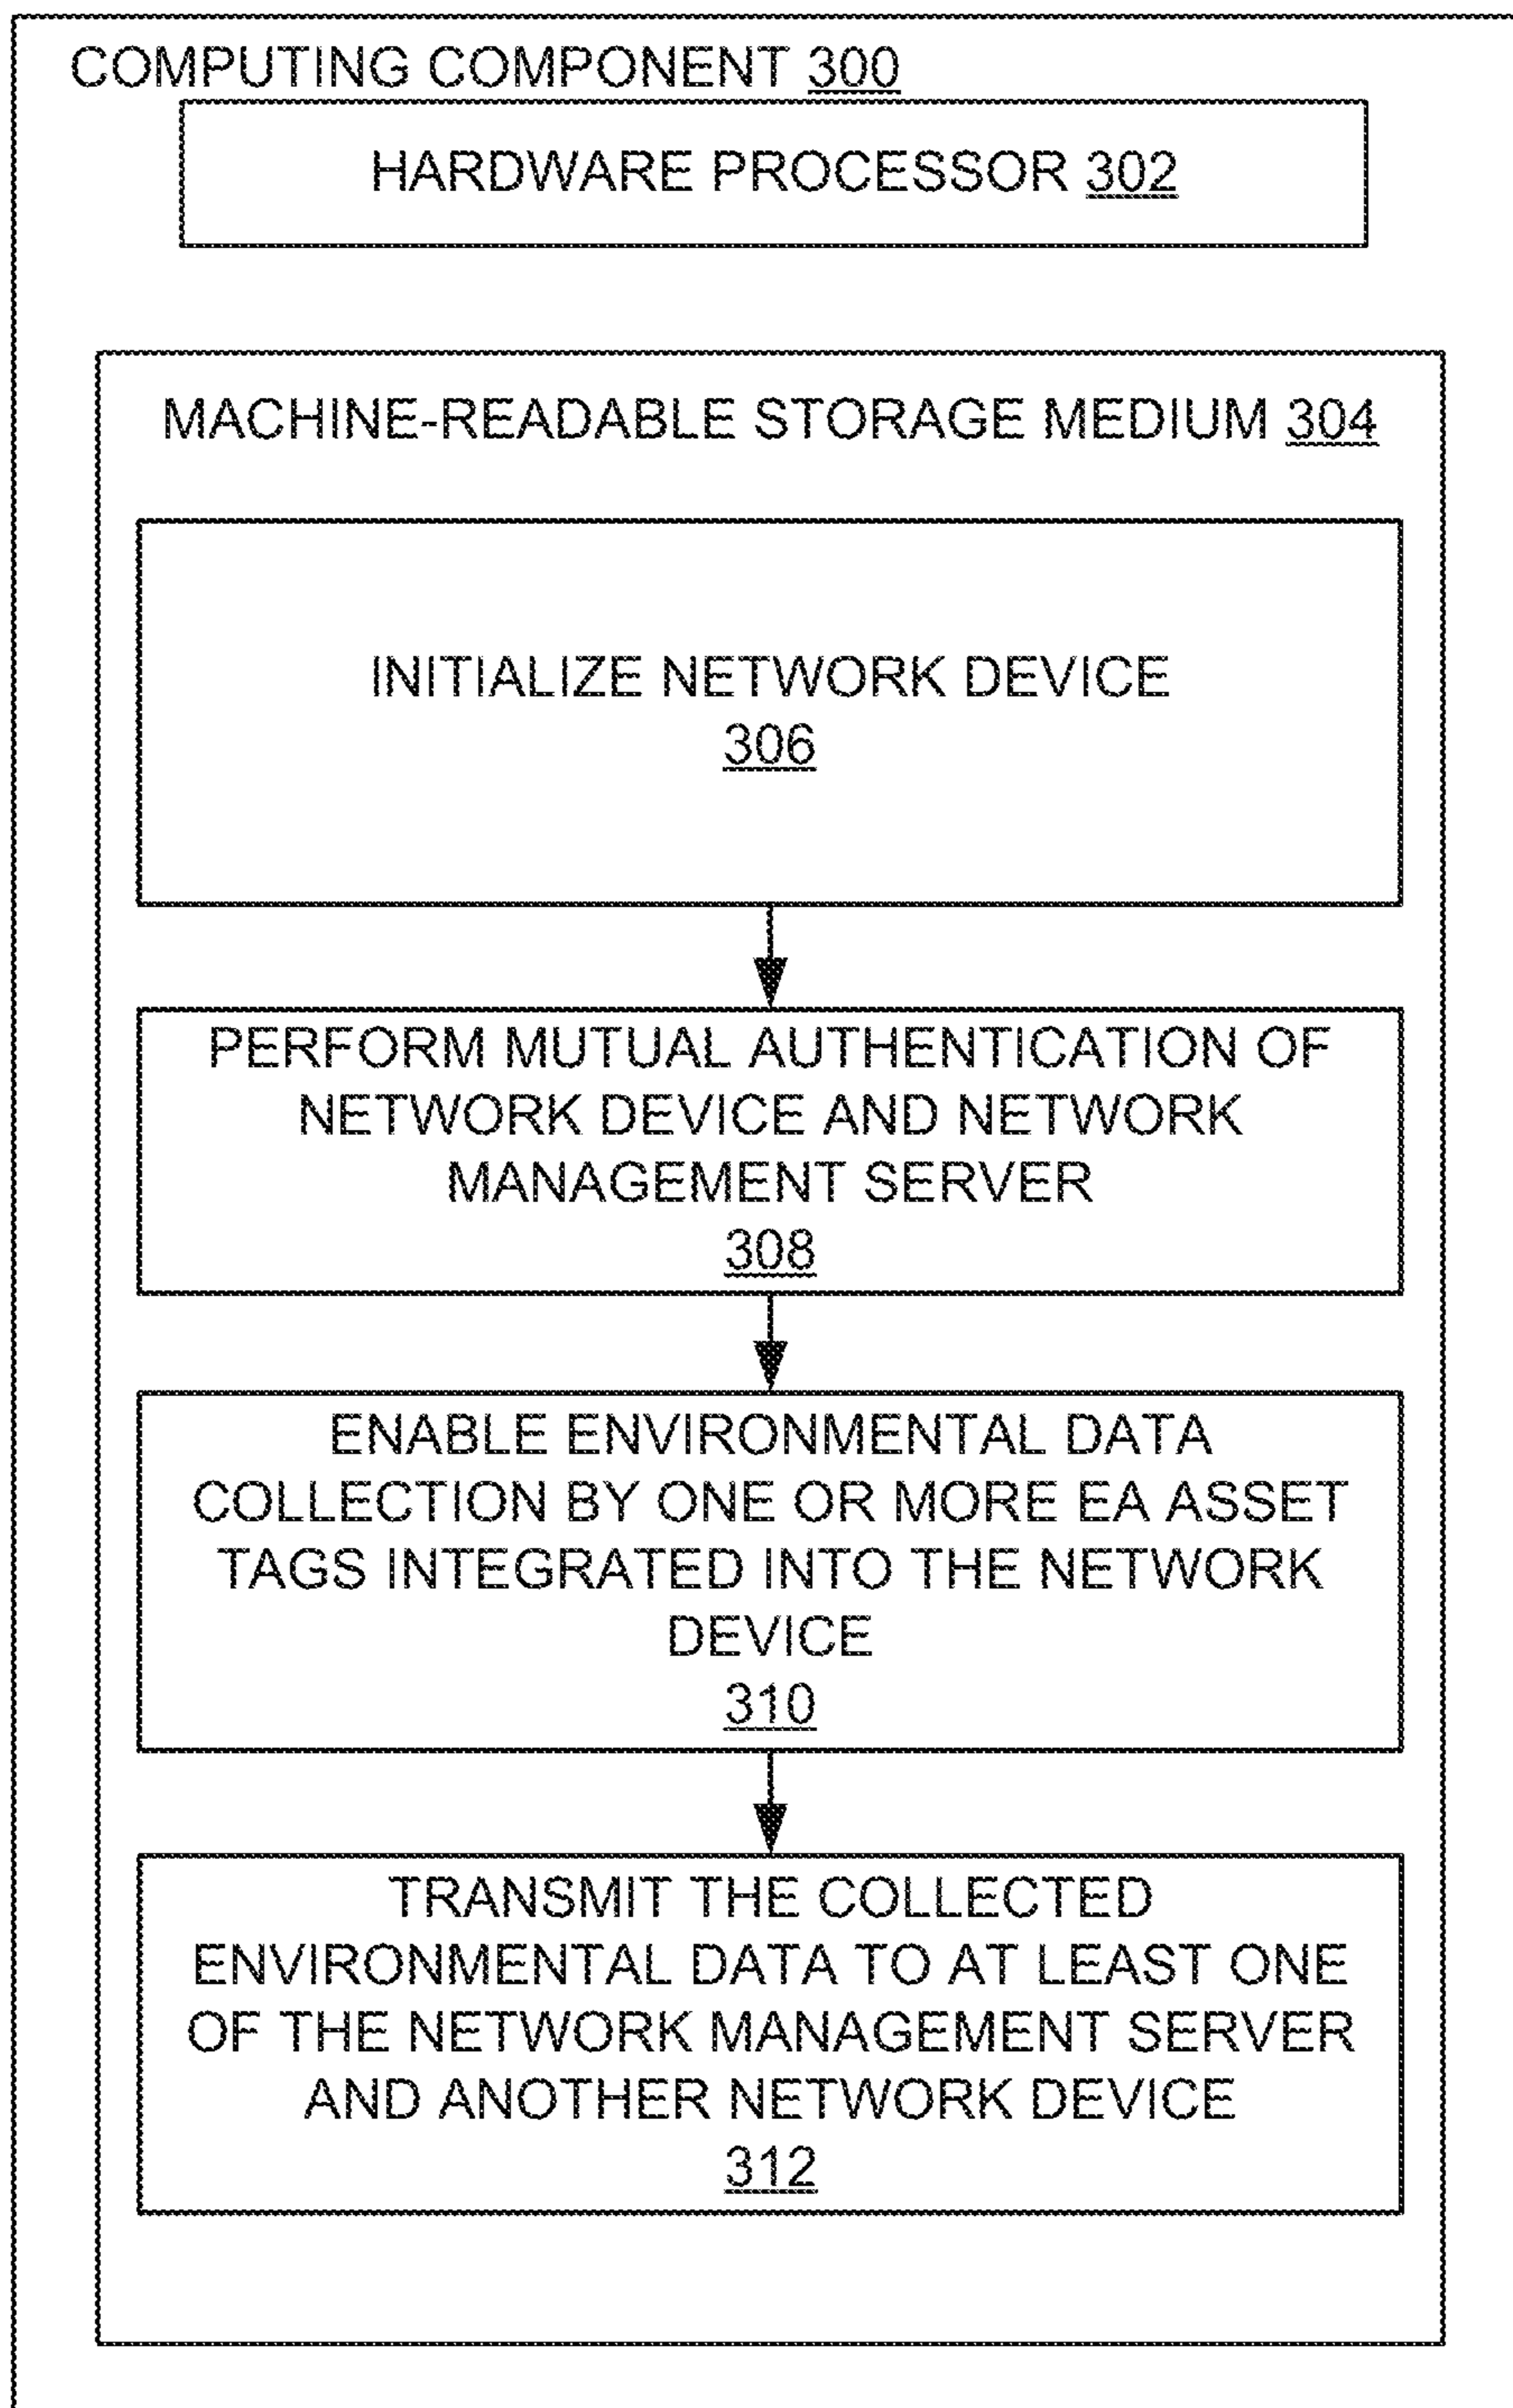 COMPUTING COMPONENT 300
HARDWARE PROCESSOR 302
MACHINE-READABLE STORAGE MEDIUM 304
INITIALIZE NETWORK DEVICE
306
PERFORM MUTUAL AUTHENTICATION OF
NETWORK DEVICE AND NETWORK
MANAGEMENT SERVER
308
ENABLE ENVIRONMENTAL DATA
COLLECTION BY ONE OR MORE EA ASSET
TAGS INTEGRATED INTO THE NETWORK
DEVICE
310
TRANSMIT THE COLLECTED
ENVIRONMENTAL DATA TO AT LEAST ONE
OF THE NETWORK MANAGEMENT SERVER
AND ANOTHER NETWORK DEVICE
312